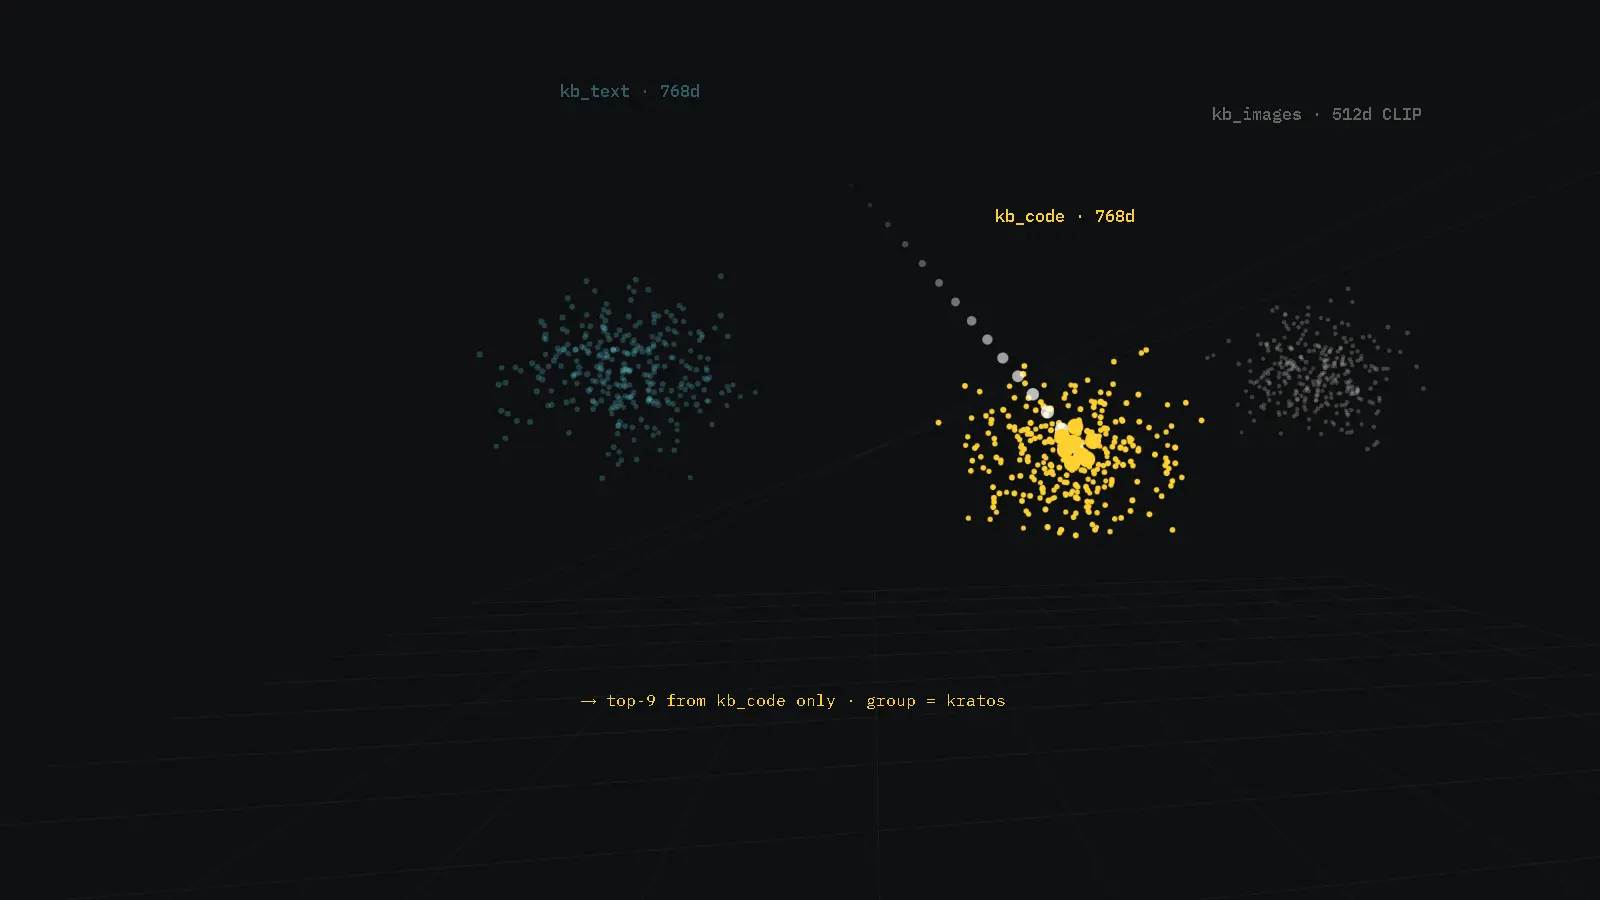 kb_text · 768d
kb_images · 512d CLIP
kb_code · 768d
→ top-9 from kb_code only · group = kratos